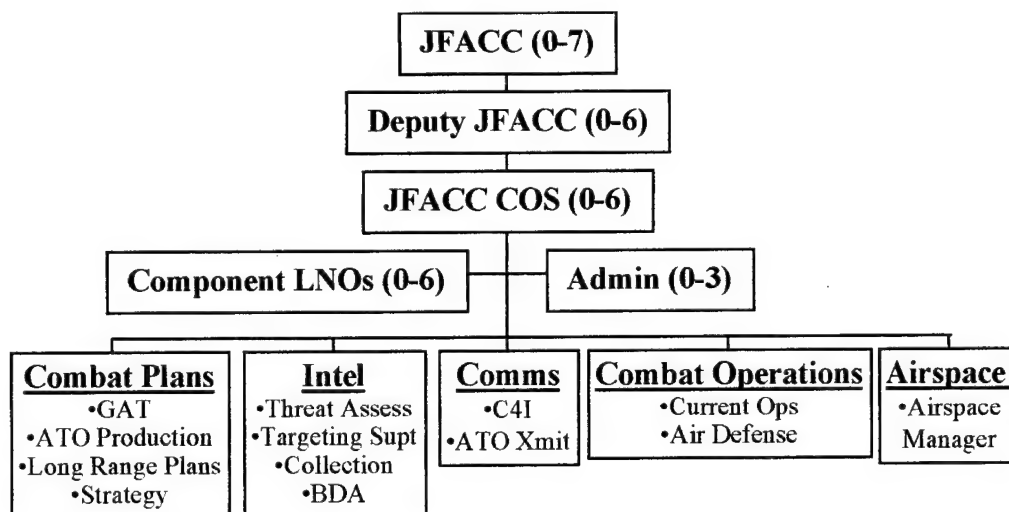 JFACC (0-7)
Deputy JFACC (0-6)
JFACC COS (0-6)
Component LNOs (0-6)
Admin (0-3)
Combat Plans
•GAT
•ATO Production
•Long Range Plans
•Strategy
Intel
•Threat Assess
•Targeting Supt
•Collection
•BDA
Comms
•C4I
•ATO Xmit
Combat Operations
•Current Ops
•Air Defense
Airspace
•Airspace
Manager